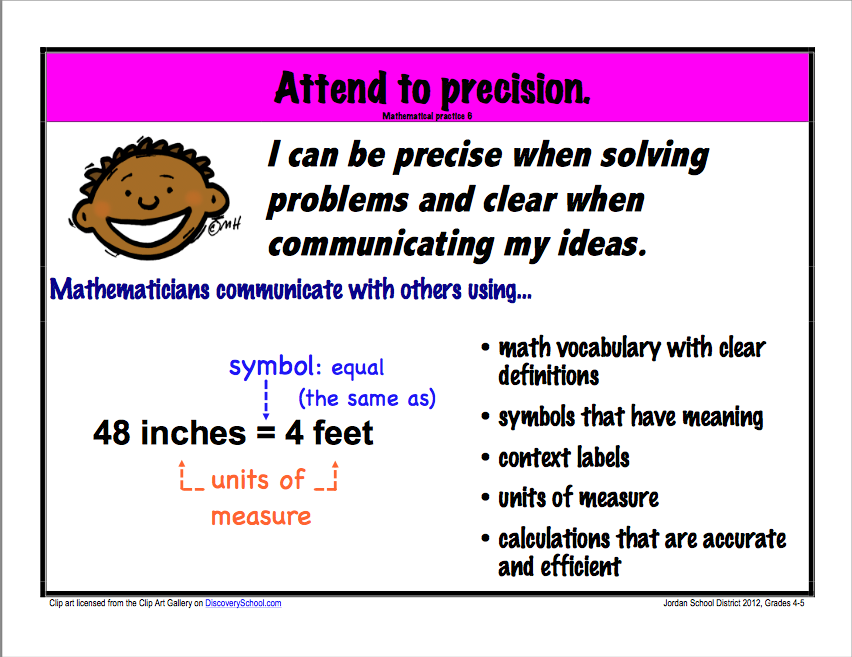 Attend to precision.
Mathematical practice 6
I can be precise when solving
problems and clear when
communicating my ideas.
©MH
Mathematicians communicate with others using...
symbol: equal
(the same as)
48 inches = 4 feet
units of
measure
• math vocabulary with clear
definitions
• symbols that have meaning
• context labels
• units of measure
• calculations that are accurate
and efficient
Clip art licensed from the Clip Art Gallery on DiscoverySchool.com
Jordan School District 2012, Grades 4-5